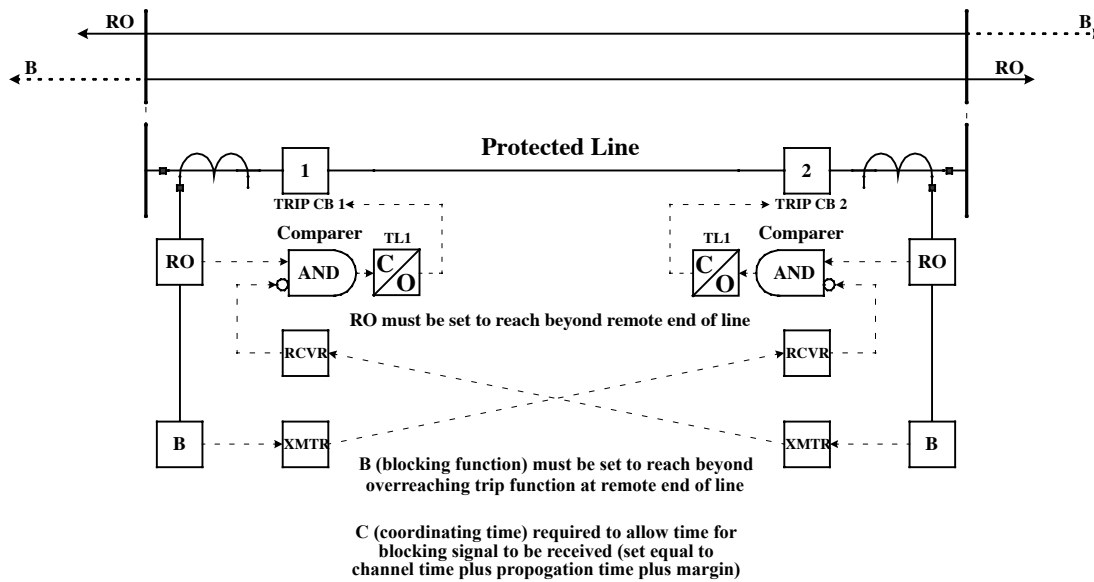 RO
B
B
RO
Protected Line
1
2
TRIP CB 1
TRIP CB 2
Comparer
TL1
TL1
Comparer
RO
AND
C
O
C
O
AND
RO
RO must be set to reach beyond remote end of line
RCVR
RCVR
B
XMTR
XMTR
B
B (blocking function) must be set to reach beyond
overreaching trip function at remote end of line
C (coordinating time) required to allow time for
blocking signal to be received (set equal to
channel time plus propogation time plus margin)